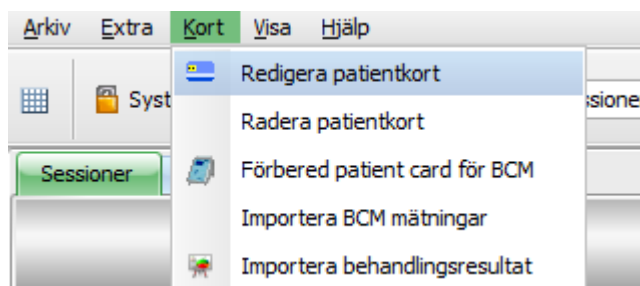 Arkiv Extra Kort Visa Hjälp
Redigera patientkort
Syst
Radera patientkort
Sessioner
Förbered patient card för BCM
Importera BCM mätningar
Importera behandlingsresultat